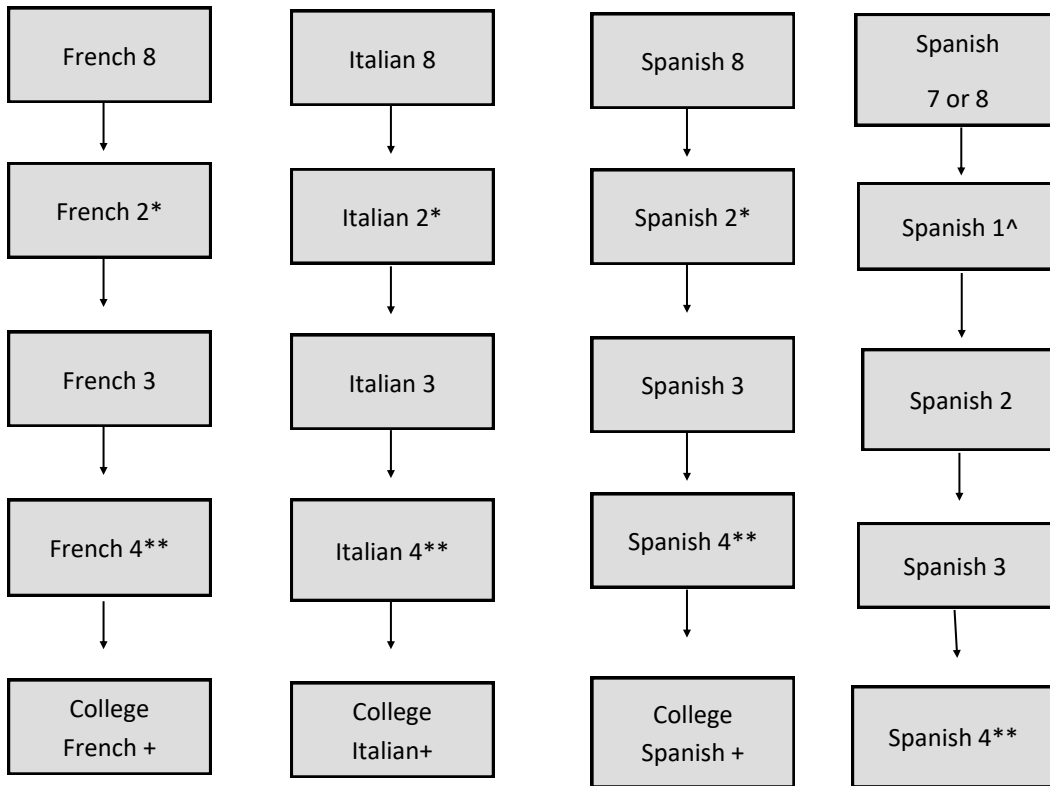 French 8
French 2*
French 3
French 4**
College
French +
Italian 8
Italian 2*
Italian 3
Italian 4**
College
Italian+
Spanish 8
Spanish 2*
Spanish 3
Spanish 4**
College
Spanish +
Spanish
7 or 8
Spanish 1^
Spanish 2
Spanish 3
Spanish 4**